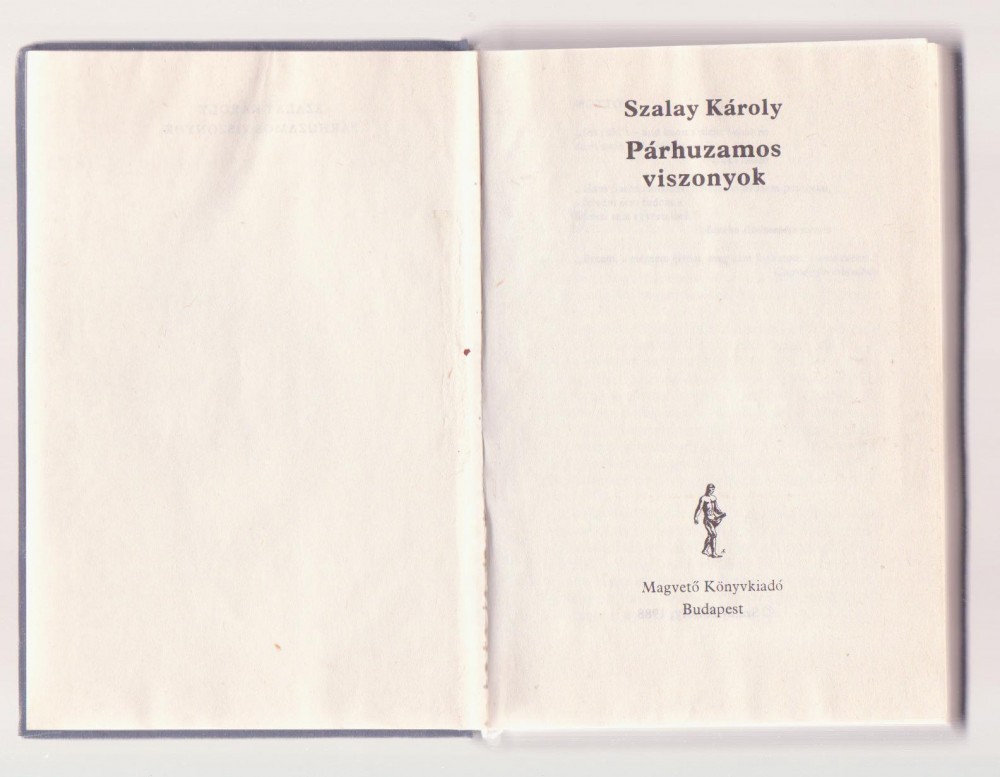 Szalay Károly
Párhuzamos
viszonyok
Magvető Könyvkiadó
Budapest